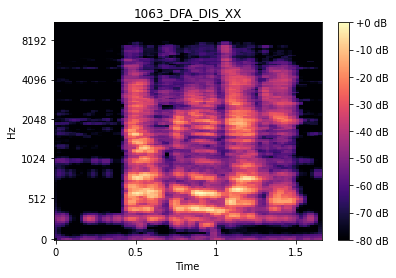 1063_DFA_DIS_XX
+0 dB
8192
-10 dB
4096
-20 dB
-30 dB
2048
Hz
-40 dB
1024
-50 dB
512
-60 dB
-70 dB
0
-80 dB
0
0.5
1
1.5
Time